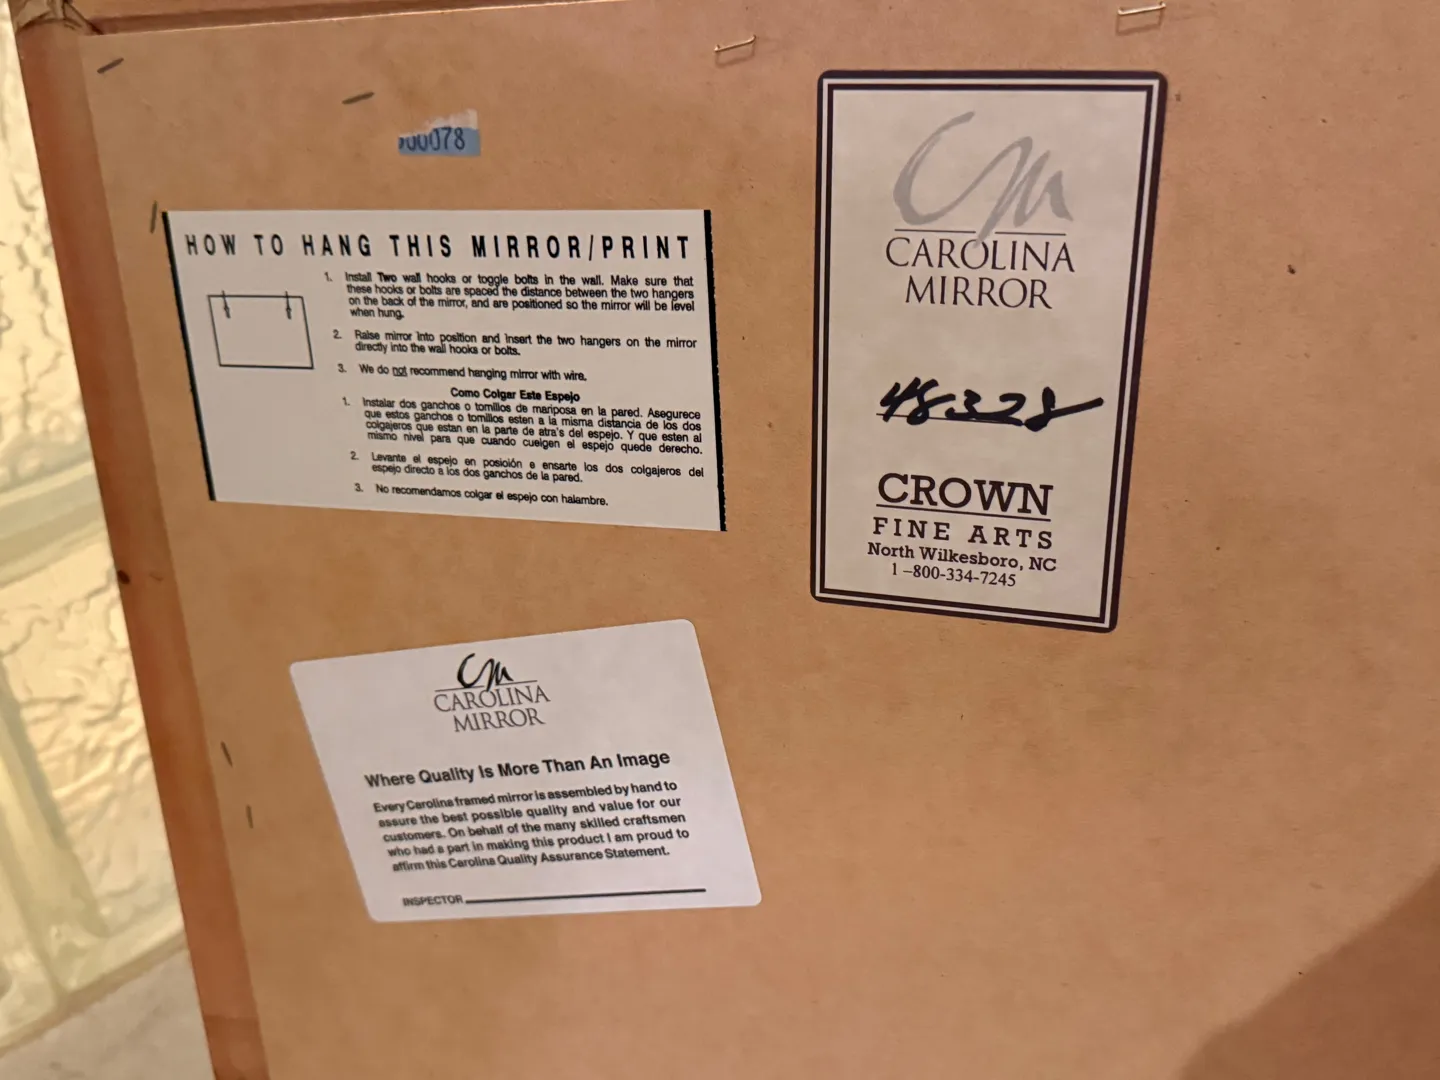 00078
HOW TO HANG THIS MIRROR/PRINT
1. Install Two wall hooks or toggle bolts in the wall. Make sure that
these hooks or bolts are spaced the distance between the two hangers
on the back of the mirror, and are positioned so the mirror will be level
when hung.
2. Raise mirror into position and insert the two hangers on the mirror
directly into the wall hooks or bolts.
3. We do not recommend hanging mirror with wire.
Como Colgar Este Espejo
1. Instalar dos ganchos o tornillos de mariposa en la pared. Asegurece
que estos ganchos o tornillos esten a la misma distancia de los dos
colgajeros que estan en la parte de atra's del espejo. Y que esten al
mismo nivel para que cuando cuelgen el espejo quede derecho.
2. Levante el espejo en posición e ensarte los dos colgajeros del
espejo directo a los dos ganchos de la pared.
3. No recomendamos colgar el espejo con halambre.
CM
CAROLINA
MIRROR
48328
CROWN
FINE ARTS
North Wilkesboro, NC
1-800-334-7245
CM
CAROLINA
MIRROR
Where Quality Is More Than An Image
Every Carolina framed mirror is assembled by hand to
assure the best possible quality and value for our
customers. On behalf of the many skilled craftsmen
who had a part in making this product I am proud to
affirm this Carolina Quality Assurance Statement.
INSPECTOR